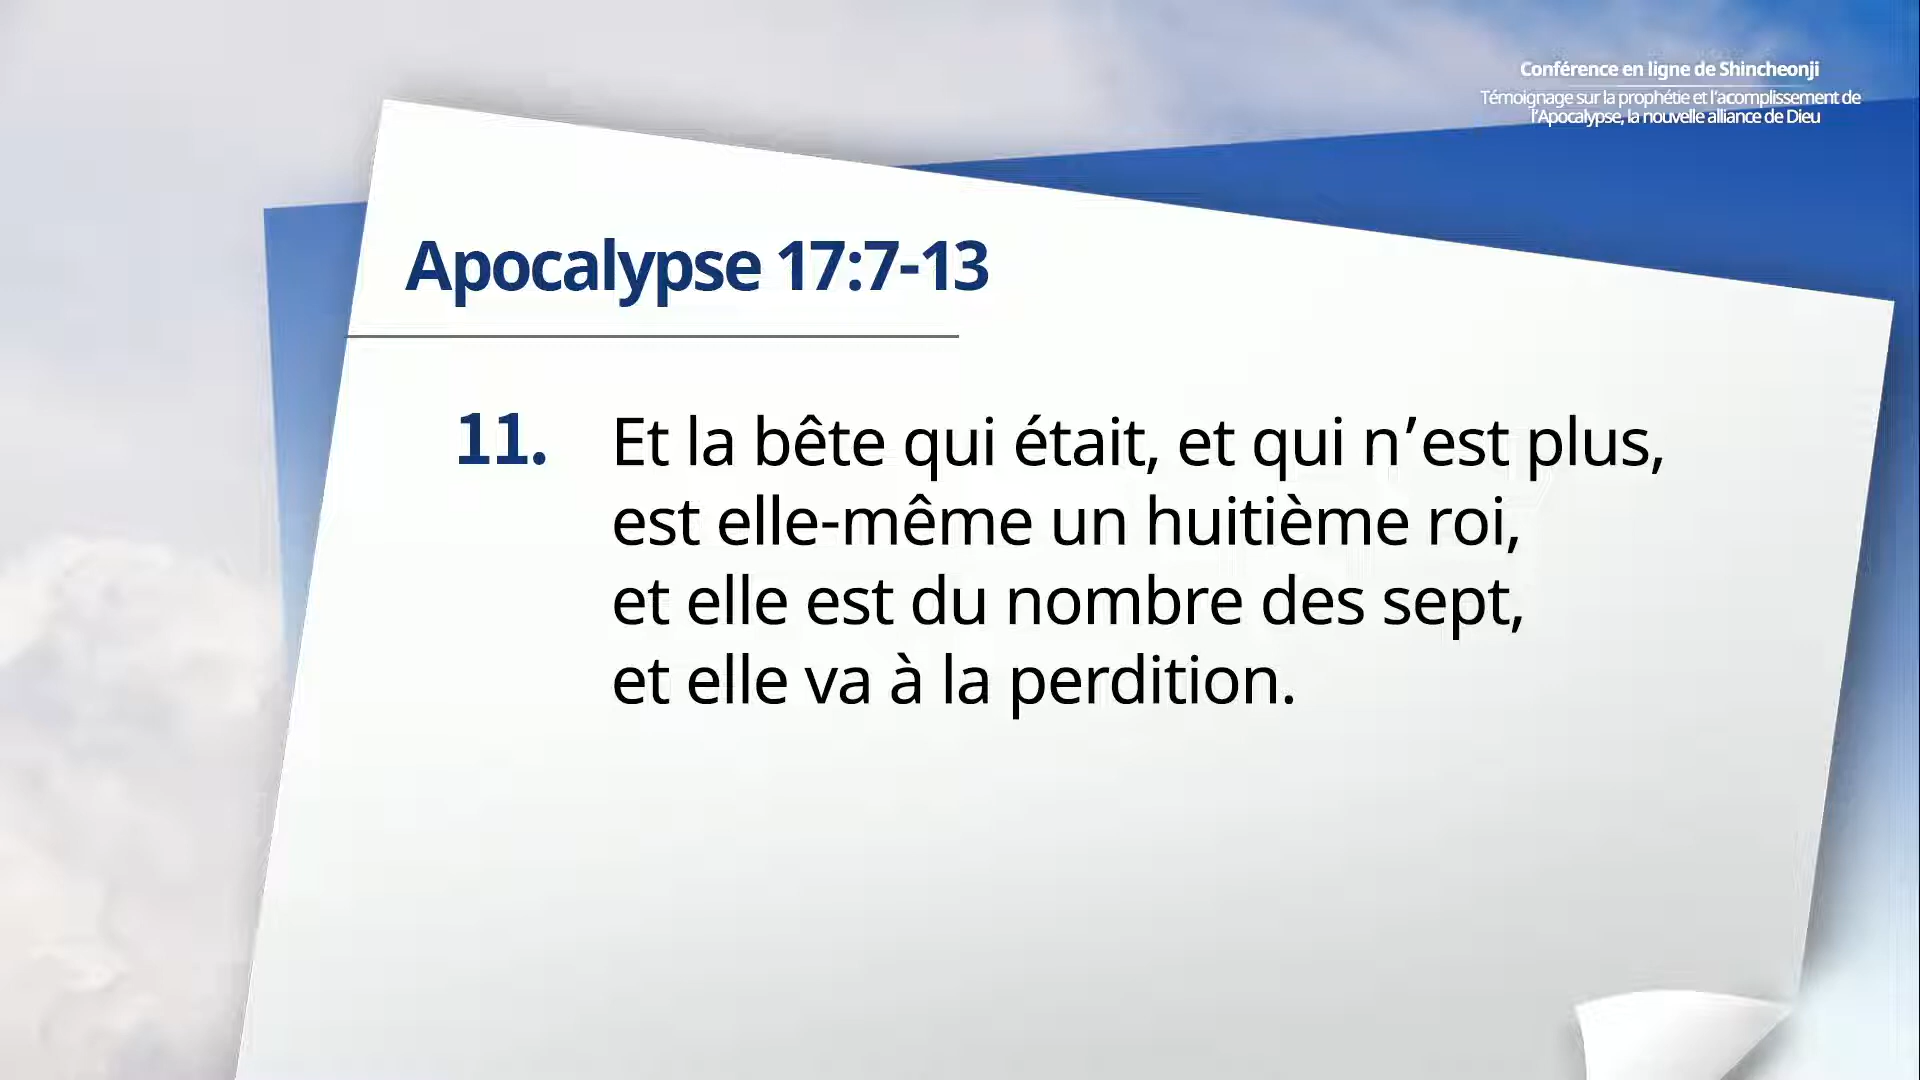 Conférence en ligne de Shincheonji
Témoignage sur la prophétie et l'acomplissement de
l'Apocalypse, la nouvelle alliance de Dieu
Apocalypse 17:7-13
11. Et la bête qui était, et qui n’est plus,
est elle-même un huitième roi,
et elle est du nombre des sept,
et elle va à la perdition.